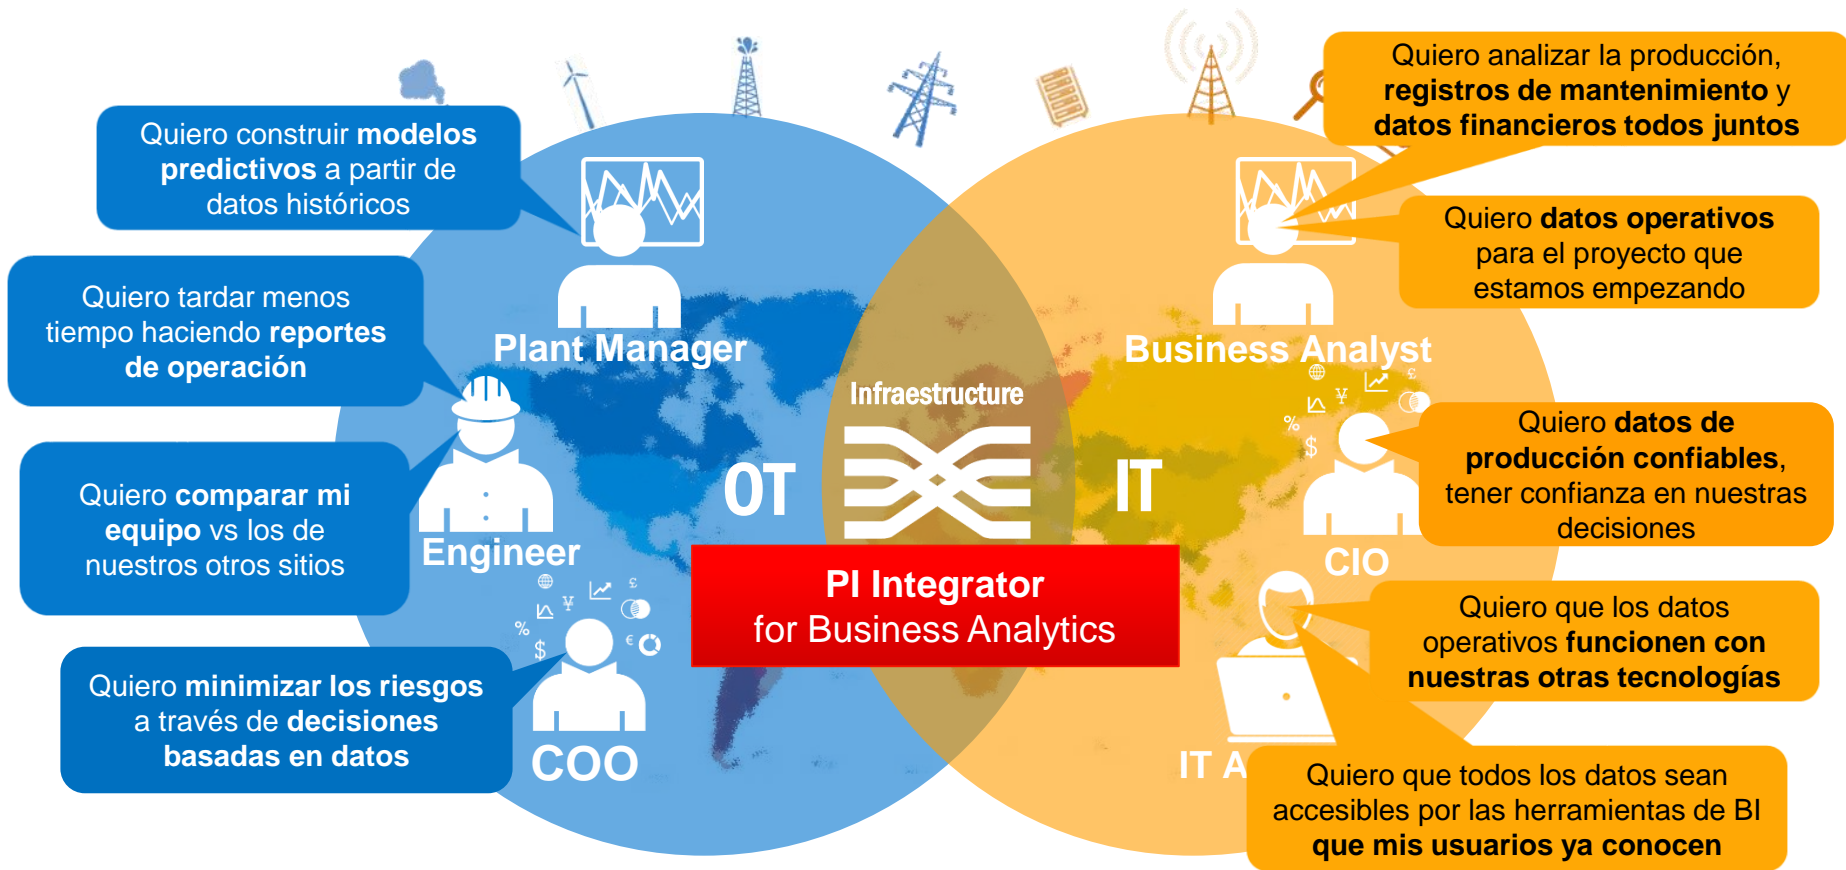 Quiero construir modelos
predictivos a partir de
datos históricos
Quiero tardar menos
tiempo haciendo reportes
de operación
Quiero comparar mi
equipo vs los de
nuestros otros sitios
Quiero minimizar los riesgos
a través de decisiones
basadas en datos
Plant Manager
Engineer
¥ £
% $ €
COO
OT
Infraestructure
IT
PI Integrator
for Business Analytics
Business Analyst
¥ £
% $
CIO
IT A
Quiero analizar la producción,
registros de mantenimiento y
datos financieros todos juntos
Quiero datos operativos
para el proyecto que
estamos empezando
Quiero datos de
producción confiables,
tener confianza en nuestras
decisiones
Quiero que los datos
operativos funcionen con
nuestras otras tecnologías
Quiero que todos los datos sean
accesibles por las herramientas de BI
que mis usuarios ya conocen